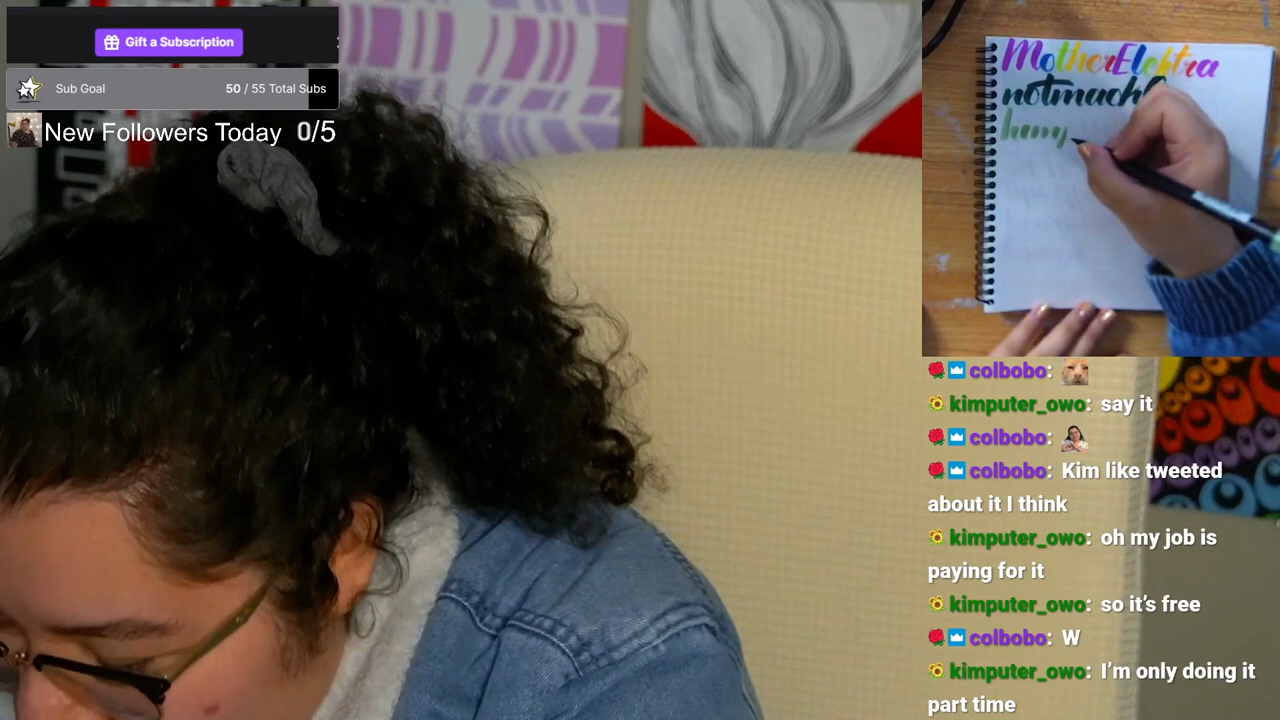 Gift a Subscription
Sub Goal
50 / 55 Total Subs
New Followers Today 0/5
MotherElektra
colbobo:
kimputer_owo: say it
colbobo:
colbobo: Kim like tweeted
about it I think
kimputer_owo: oh my job is
paying for it
kimputer_owo: so it's free
colbobo: W
kimputer_owo: I'm only doing it
part time